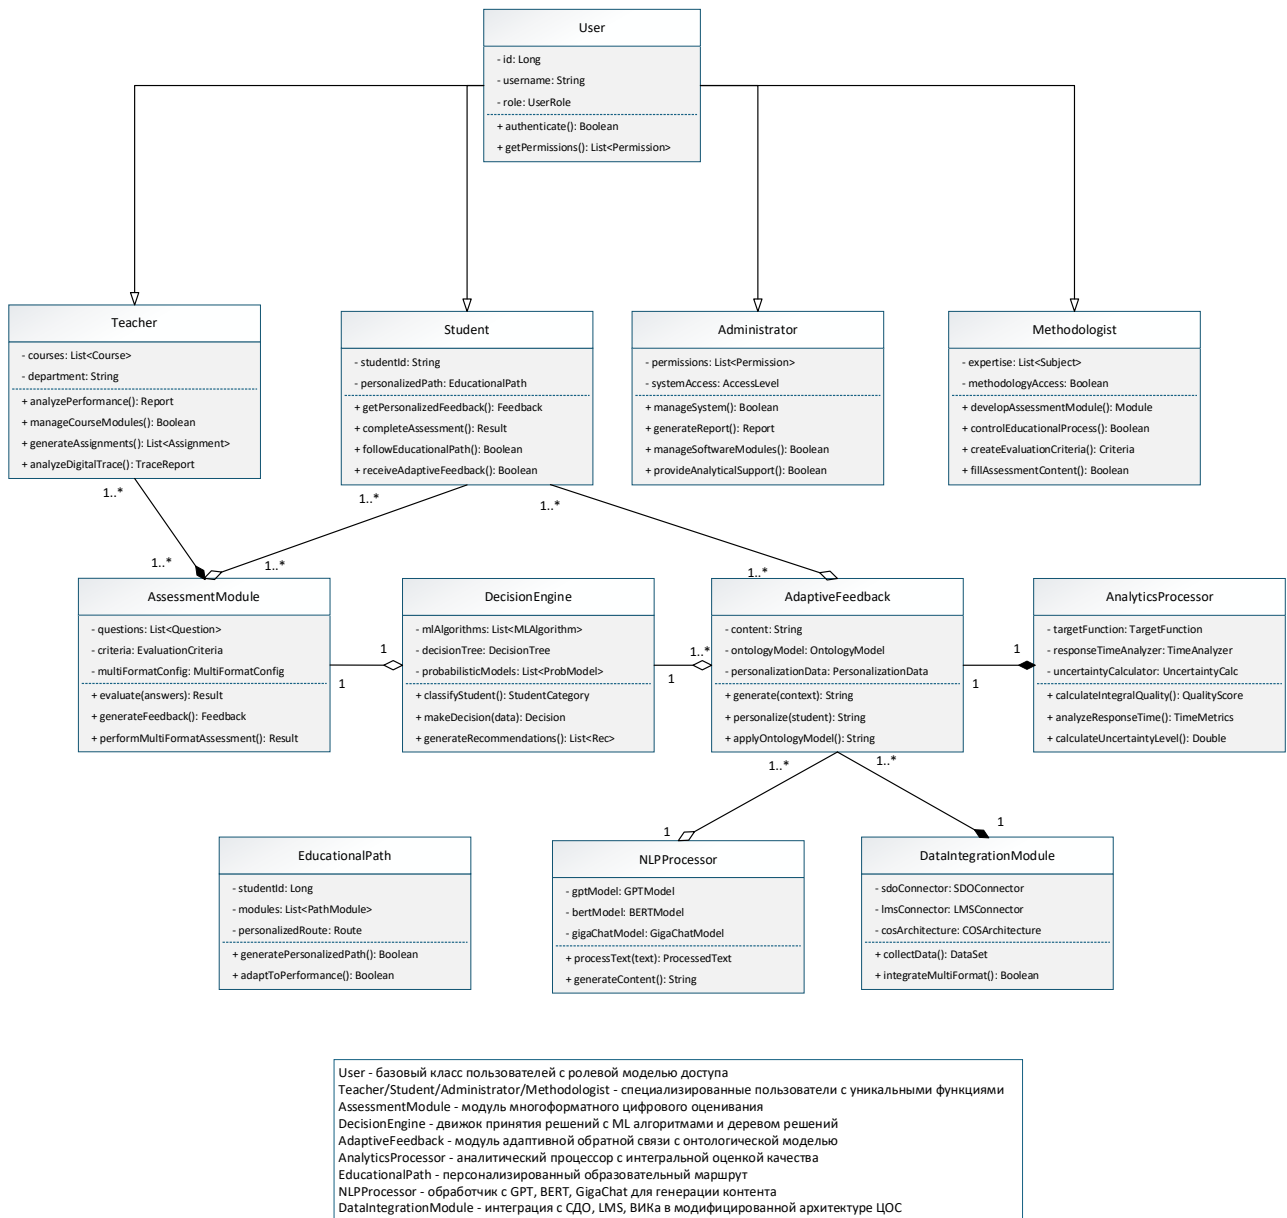 User
- id: Long
- username: String
- role: UserRole
+ authenticate(): Boolean
+ getPermissions(): List<Permission>
Teacher
- courses: List<Course>
- department: String
+ analyzePerformance(): Report
+ manageCourseModules(): Boolean
+ generateAssignments(): List<Assignment>
+ analyzeDigitalTrace(): TraceReport
Student
- studentId: String
- personalizedPath: EducationalPath
+ getPersonalizedFeedback(): Feedback
+ completeAssessment(): Result
+ followEducationalPath(): Boolean
+ receiveAdaptiveFeedback(): Boolean
Administrator
- permissions: List<Permission>
- systemAccess: AccessLevel
+ manageSystem(): Boolean
+ generateReport(): Report
+ manageSoftwareModules(): Boolean
+ provideAnalyticalSupport(): Boolean
Methodologist
- expertise: List<Subject>
- methodologyAccess: Boolean
+ developAssessmentModule(): Module
+ controlEducationalProcess(): Boolean
+ createEvaluationCriteria(): Criteria
+ fillAssessmentContent(): Boolean
1..*
1..*
1..*
1..*
1..*
1..*
AssessmentModule
- questions: List<Question>
- criteria: EvaluationCriteria
- multiFormatConfig: MultiFormatConfig
+ evaluate(answers): Result
+ generateFeedback(): Feedback
+ performMultiFormatAssessment(): Result
1
1
DecisionEngine
- mlAlgorithms: List<MLAlgorithm>
- decisionTree: DecisionTree
- probabilisticModels: List<ProbModel>
+ classifyStudent(): StudentCategory
+ makeDecision(data): Decision
+ generateRecommendations(): List<Rec>
1..*
1
AdaptiveFeedback
- content: String
- ontologyModel: OntologyModel
- personalizationData: PersonalizationData
+ generate(context): String
+ personalize(student): String
+ applyOntologyModel(): String
1
1
AnalyticsProcessor
- targetFunction: TargetFunction
- responseTimeAnalyzer: TimeAnalyzer
- uncertaintyCalculator: UncertaintyCalc
+ calculateIntegralQuality(): QualityScore
+ analyzeResponseTime(): TimeMetrics
+ calculateUncertaintyLevel(): Double
1..*
1..*
1
1
EducationalPath
- studentId: Long
- modules: List<PathModule>
- personalizedRoute: Route
+ generatePersonalizedPath(): Boolean
+ adaptToPerformance(): Boolean
NLPProcessor
- gptModel: GPTModel
- bertModel: BERTModel
- gigaChatModel: GigaChatModel
+ processText(text): ProcessedText
+ generateContent(): String
DataIntegrationModule
- sdoConnector: SDOConnector
- lmsConnector: LMSConnector
- cosArchitecture: COSArchitecture
+ collectData(): DataSet
+ integrateMultiFormat(): Boolean
User - базовый класс пользователей с ролевой моделью доступа
Teacher/Student/Administrator/Methodologist - специализированные пользователи с уникальными функциями
AssessmentModule - модуль многоформатного цифрового оценивания
DecisionEngine - движок принятия решений с ML алгоритмами и деревом решений
AdaptiveFeedback - модуль адаптивной обратной связи с онтологической моделью
AnalyticsProcessor - аналитический процессор с интегральной оценкой качества
EducationalPath - персонализированный образовательный маршрут
NLPProcessor - обработчик с GPT, BERT, GigaChat для генерации контента
DataIntegrationModule - интеграция с СДО, LMS, ВИКа в модифицированной архитектуре ЦОС